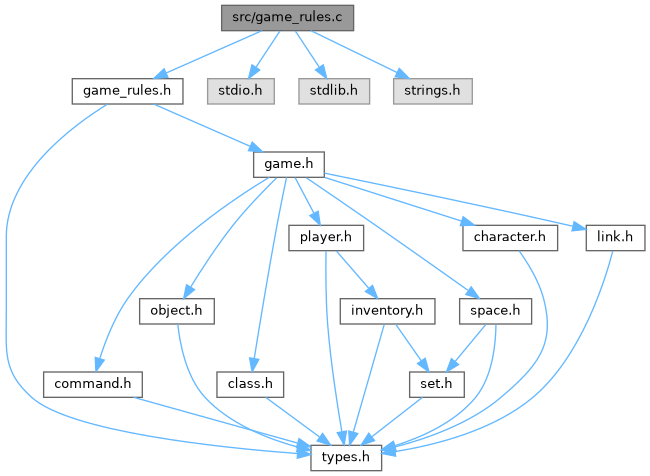 src/game_rules.c
game_rules.h
stdio.h
stdlib.h
strings.h
game.h
player.h
character.h
link.h
object.h
inventory.h
space.h
command.h
class.h
set.h
types.h